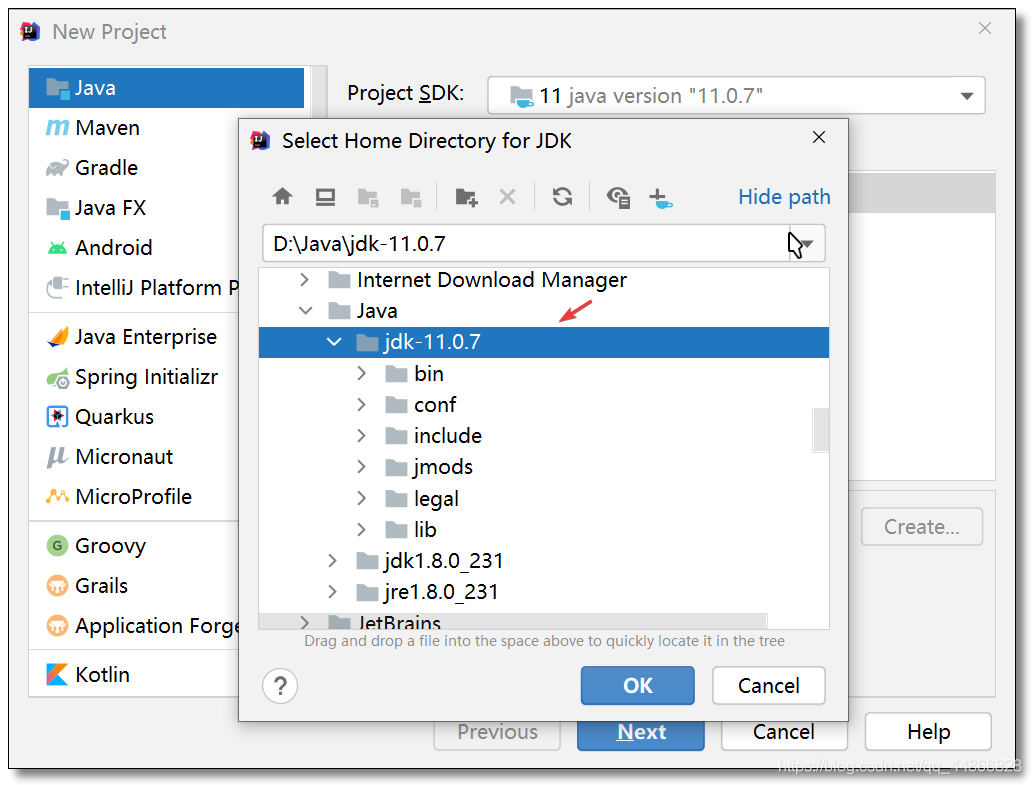 New Project
Java
Maven
Gradle
Java FX
Android
IntelliJ Platform P
Java Enterprise
Spring Initializr
Quarkus
Micronaut
MicroProfile
Groovy
Grails
Application Forge
Kotlin
Project SDK:
11 java version "11.0.7"
Select Home Directory for JDK
Hide path
D:\Java\jdk-11.0.7
Internet Download Manager
Java
jdk-11.0.7
bin
conf
include
jmods
legal
lib
jdk1.8.0_231
jre1.8.0_231
JetBrains
Drag and drop a file into the space above to quickly locate it in the tree
?
OK
Cancel
Create...
Previous
Next
Cancel
Help
https://blog.csdn.net/qq_44866828